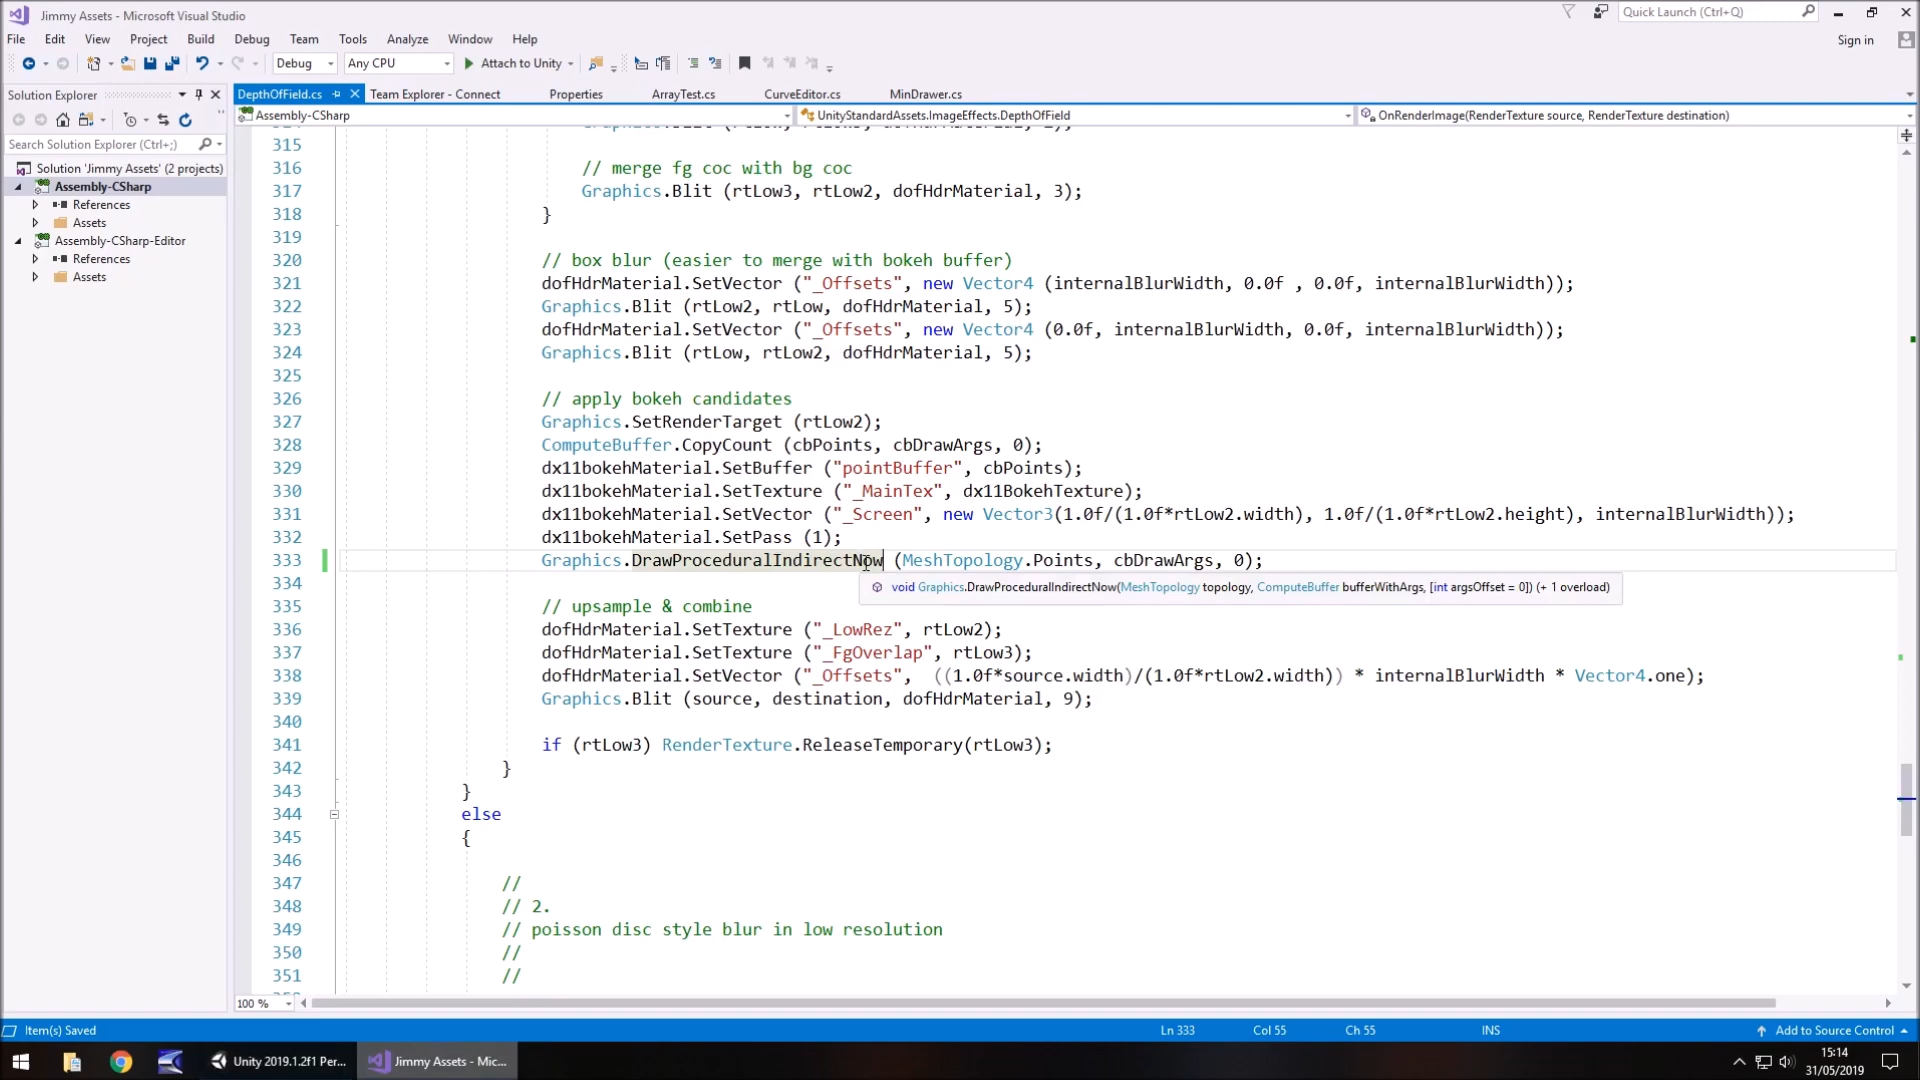 Jimmy Assets - Microsoft Visual Studio
Quick Launch (Ctrl+Q)
File Edit View Project Build Debug Team Tools Analyze Window Help
Sign in
Debug Any CPU Attach to Unity
Solution Explorer
DepthOfField.cs Team Explorer - Connect Properties ArrayTest.cs CurveEditor.cs MinDrawer.cs
Assembly-CSharp UnityStandardAssets.ImageEffects.DepthOfField OnRenderImage(RenderTexture source, RenderTexture destination)
Search Solution Explorer (Ctrl+;)
Solution 'Jimmy Assets' (2 projects)
Assembly-CSharp
References
Assets
Assembly-CSharp-Editor
References
Assets
315
316 // merge fg coc with bg coc
317 Graphics.Blit (rtLow3, rtLow2, dofHdrMaterial, 3);
318 }
319
320 // box blur (easier to merge with bokeh buffer)
321 dofHdrMaterial.SetVector ("_Offsets", new Vector4 (internalBlurWidth, 0.0f , 0.0f, internalBlurWidth));
322 Graphics.Blit (rtLow2, rtLow, dofHdrMaterial, 5);
323 dofHdrMaterial.SetVector ("_Offsets", new Vector4 (0.0f, internalBlurWidth, 0.0f, internalBlurWidth));
324 Graphics.Blit (rtLow, rtLow2, dofHdrMaterial, 5);
325
326 // apply bokeh candidates
327 Graphics.SetRenderTarget (rtLow2);
328 ComputeBuffer.CopyCount (cbPoints, cbDrawArgs, 0);
329 dx11bokehMaterial.SetBuffer ("pointBuffer", cbPoints);
330 dx11bokehMaterial.SetTexture ("_MainTex", dx11BokehTexture);
331 dx11bokehMaterial.SetVector ("_Screen", new Vector3(1.0f/(1.0f*rtLow2.width), 1.0f/(1.0f*rtLow2.height), internalBlurWidth));
332 dx11bokehMaterial.SetPass (1);
333 Graphics.DrawProceduralIndirectNow (MeshTopology.Points, cbDrawArgs, 0);
334
void Graphics.DrawProceduralIndirectNow(MeshTopology topology, ComputeBuffer bufferWithArgs, [int argsOffset = 0]) (+ 1 overload)
335 // upsample & combine
336 dofHdrMaterial.SetTexture ("_LowRez", rtLow2);
337 dofHdrMaterial.SetTexture ("_FgOverlap", rtLow3);
338 dofHdrMaterial.SetVector ("_Offsets", ((1.0f*source.width)/(1.0f*rtLow2.width)) * internalBlurWidth * Vector4.one);
339 Graphics.Blit (source, destination, dofHdrMaterial, 9);
340
341 if (rtLow3) RenderTexture.ReleaseTemporary(rtLow3);
342 }
343 }
344 else
345 {
346
347 //
348 // 2.
349 // poisson disc style blur in low resolution
350 //
351 //
100 %
Item(s) Saved Ln 333 Col 55 Ch 55 INS Add to Source Control
Unity 2019.1.2f1 Per... Jimmy Assets - Mic...
15:14
31/05/2019